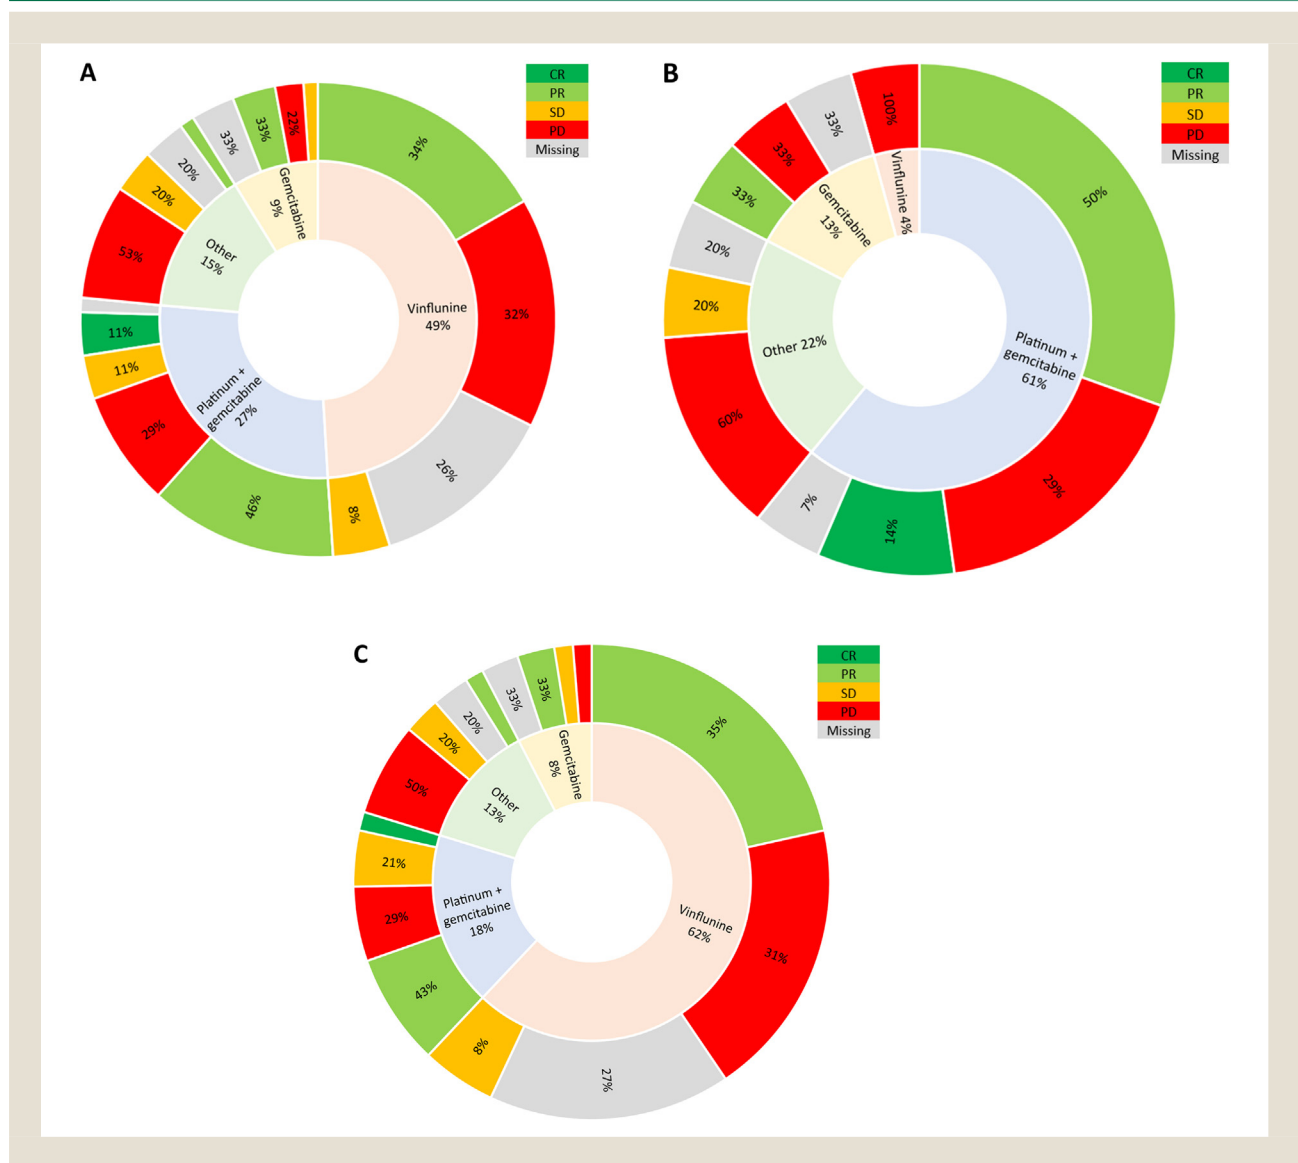 A
CR
PR
SD
PD
Missing
34%
32%
26%
8%
46%
29%
11%
11%
53%
20%
20%
33%
33%
22%
Vinflunine
49%
Platinum +
gemcitabine
27%
Other
15%
Gemcitabine
9%
B
CR
PR
SD
PD
Missing
50%
29%
14%
7%
60%
20%
20%
33%
33%
33%
100%
Platinum +
gemcitabine
61%
Other 22%
Gemcitabine
13%
Vinflunine 4%
C
CR
PR
SD
PD
Missing
35%
31%
27%
8%
43%
29%
21%
50%
20%
20%
33%
33%
Vinflunine
62%
Platinum +
gemcitabine
18%
Other
13%
Gemcitabine
8%